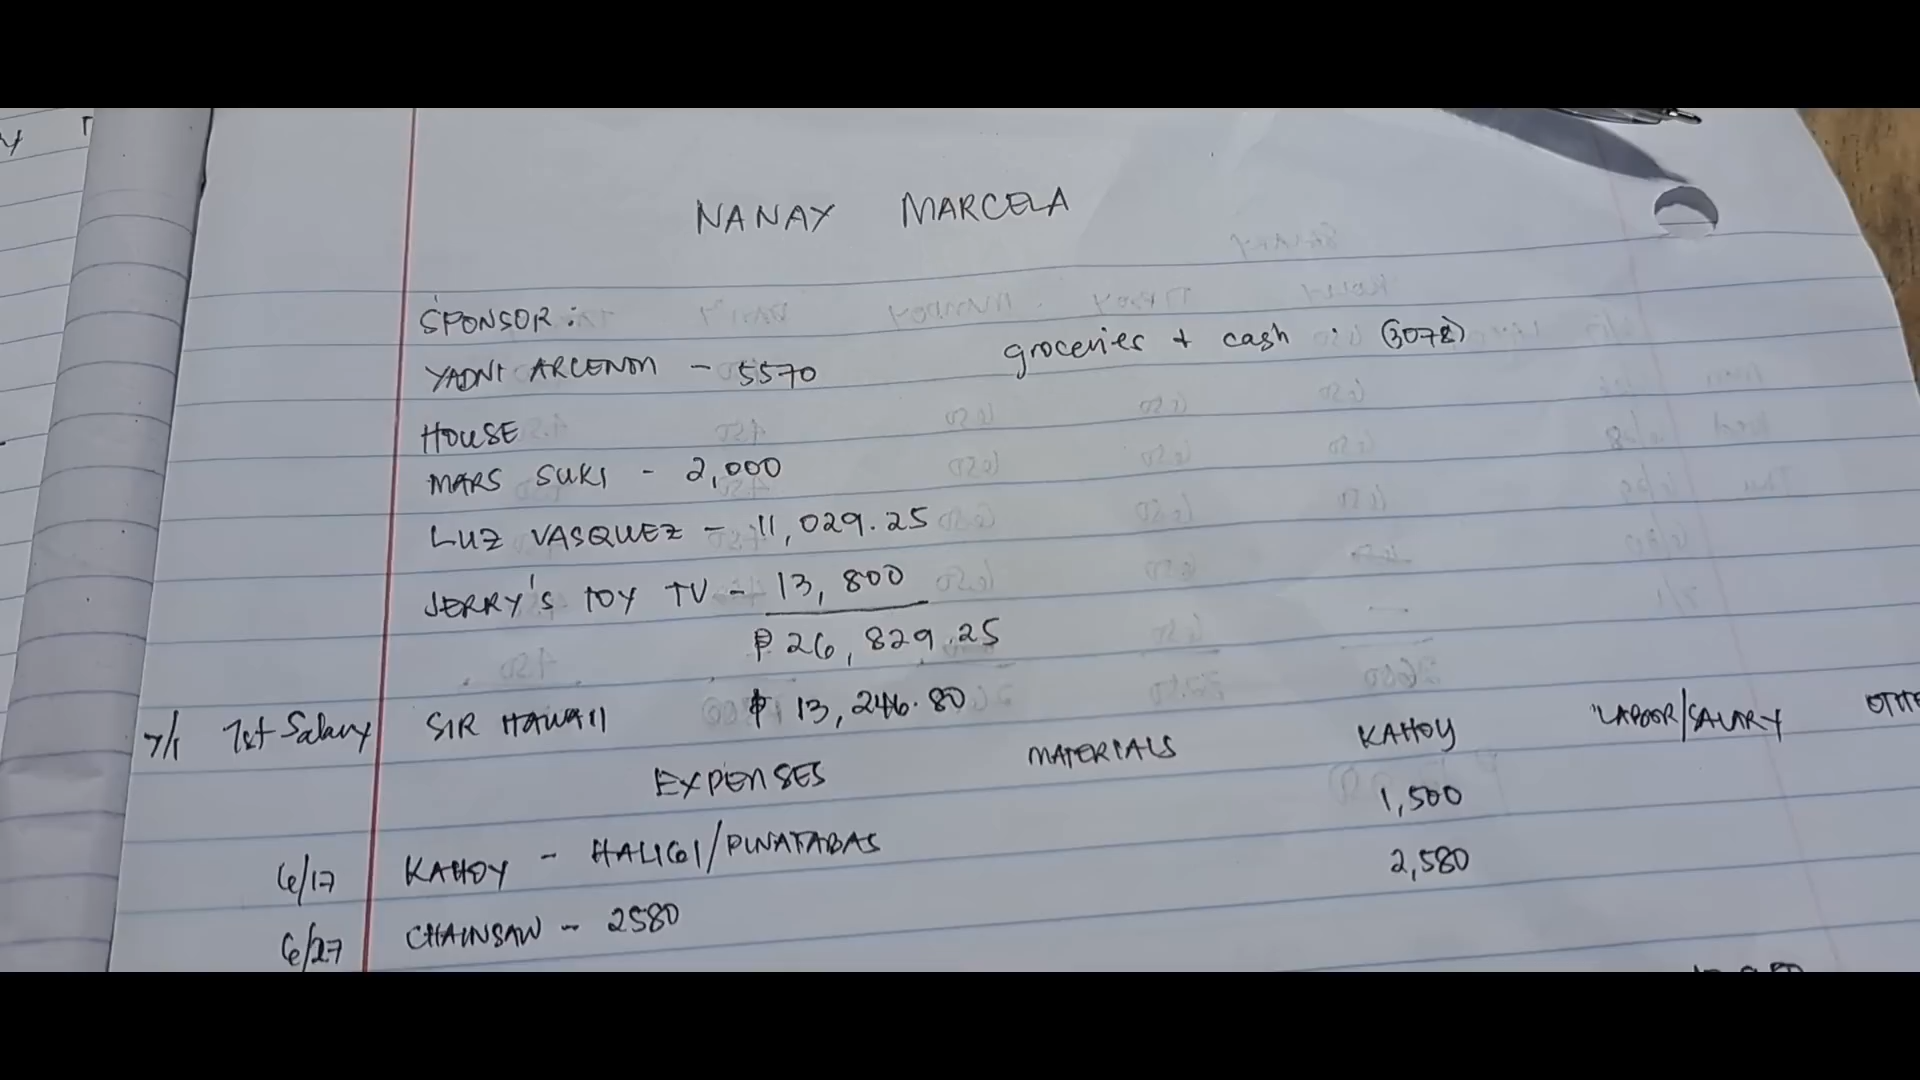 NANAY MARCELA
SPONSOR:
YADNI ARCENON - 5570 groceries + cash : (3078)
HOUSE
MARS SUKI - 2,000
LUZ VASQUEZ - 11,029.25
JERRY'S TOY TV - 13,800
₱ 26,829.25
7/1 1st Salary SIR HAWAII ₱ 13,246.80
EXPENSES MATERIALS KAHOY LABOR/SALARY
1,500
6/17 KAHOY - HALIGI/PINATABAS
2,580
6/27 CHAINSAW - 2580